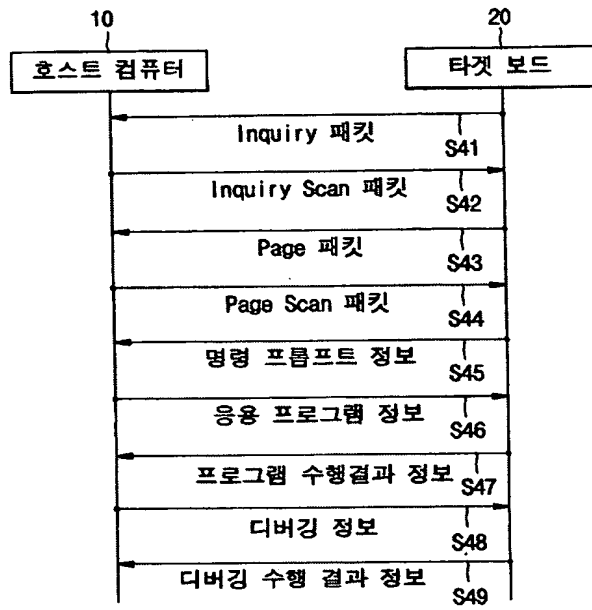 10
20
호스트 컴퓨터
타겟 보드
Inquiry 패킷
S41
Inquiry Scan 패킷
S42
Page 패킷
S43
Page Scan 패킷
S44
명령 프롬프트 정보
S45
응용 프로그램 정보
S46
프로그램 수행결과 정보
S47
디버깅 정보
S48
디버깅 수행 결과 정보
S49